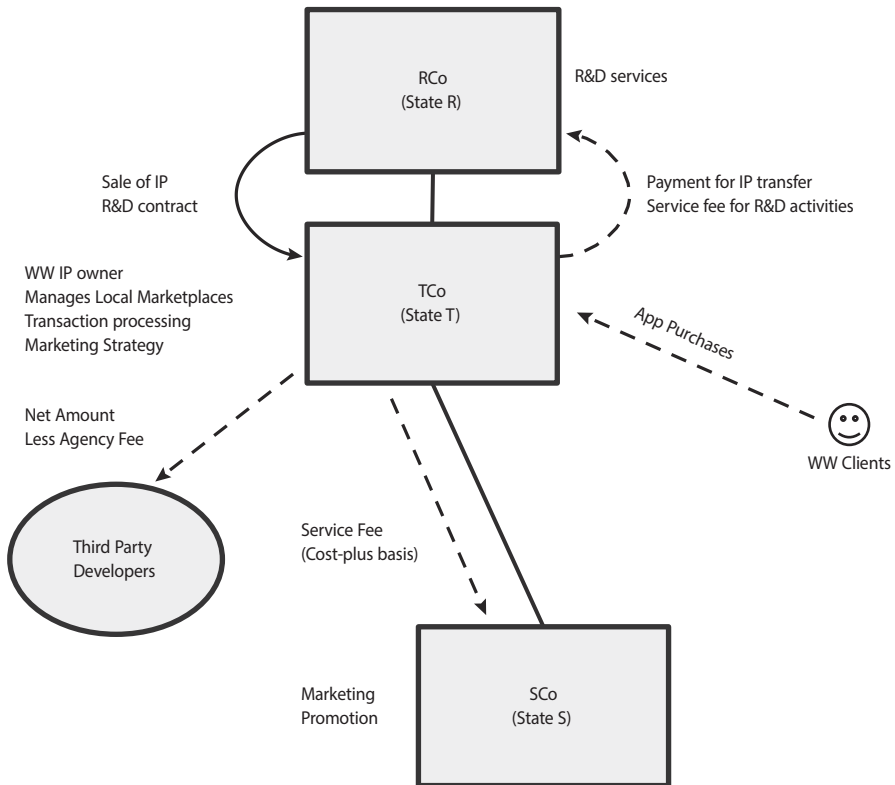 RCo
(State R)
R&D services
Sale of IP
R&D contract
Payment for IP transfer
Service fee for R&D activities
WW IP owner
Manages Local Marketplaces
Transaction processing
Marketing Strategy
TCo
(State T)
App Purchases
WW Clients
Net Amount
Less Agency Fee
Third Party
Developers
Service Fee
(Cost-plus basis)
Marketing
Promotion
SCo
(State S)